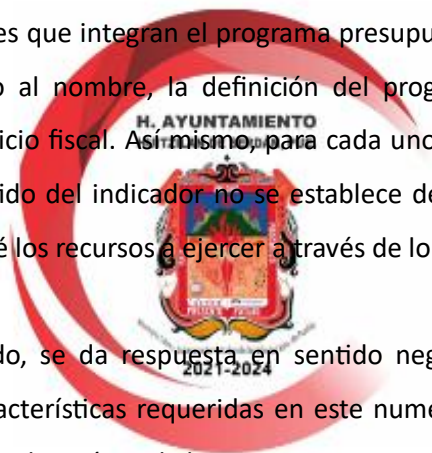 es que integran el programa presupu
al nombre, la definición del prog
H. AYUNTAMIENTO
icio fiscal. Así mismo, para cada uno
ido del indicador no se establece de
é los recursos a ejercer a través de lo
do, se da respuesta en sentido neg
2021-2024
racterísticas requeridas en este nume